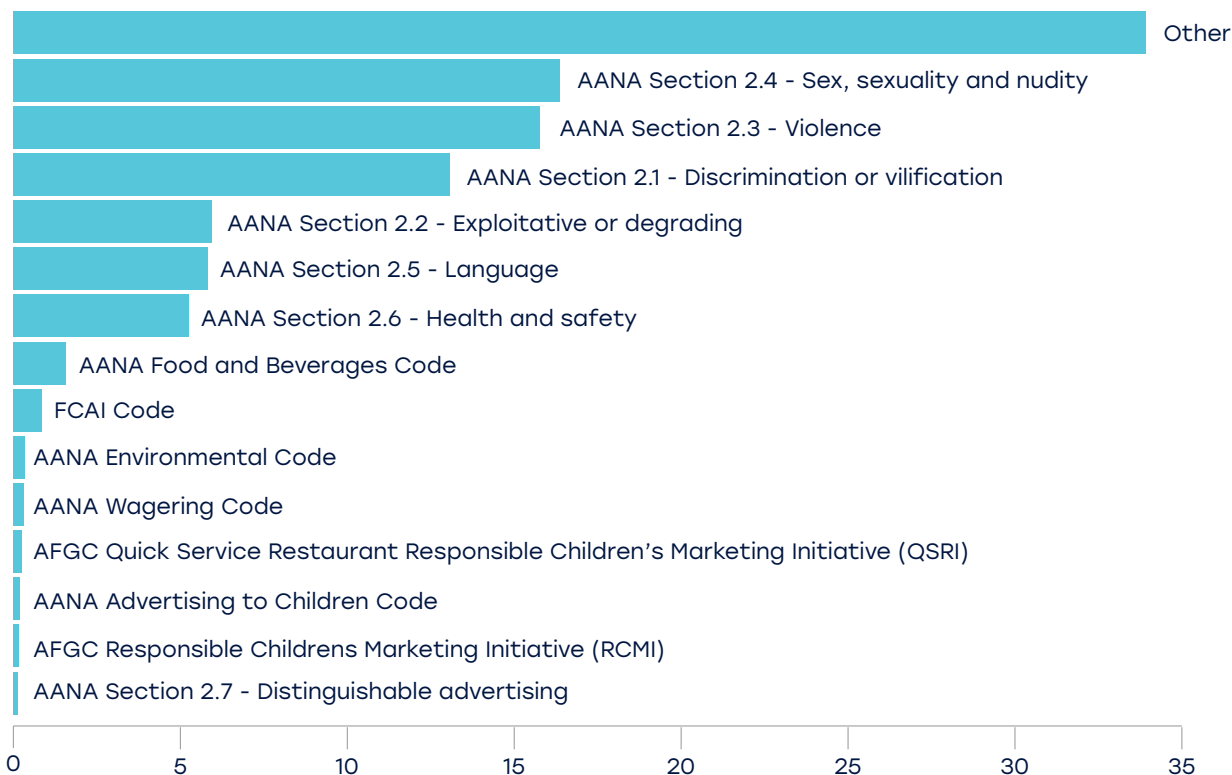 Other
AANA Section 2.4 - Sex, sexuality and nudity
AANA Section 2.3 - Violence
AANA Section 2.1 - Discrimination or vilification
AANA Section 2.2 - Exploitative or degrading
AANA Section 2.5 - Language
AANA Section 2.6 - Health and safety
AANA Food and Beverages Code
FCAI Code
AANA Environmental Code
AANA Wagering Code
AFGC Quick Service Restaurant Responsible Children’s Marketing Initiative (QSRI)
AANA Advertising to Children Code
AFGC Responsible Childrens Marketing Initiative (RCMI)
AANA Section 2.7 - Distinguishable advertising
0 5 10 15 20 25 30 35